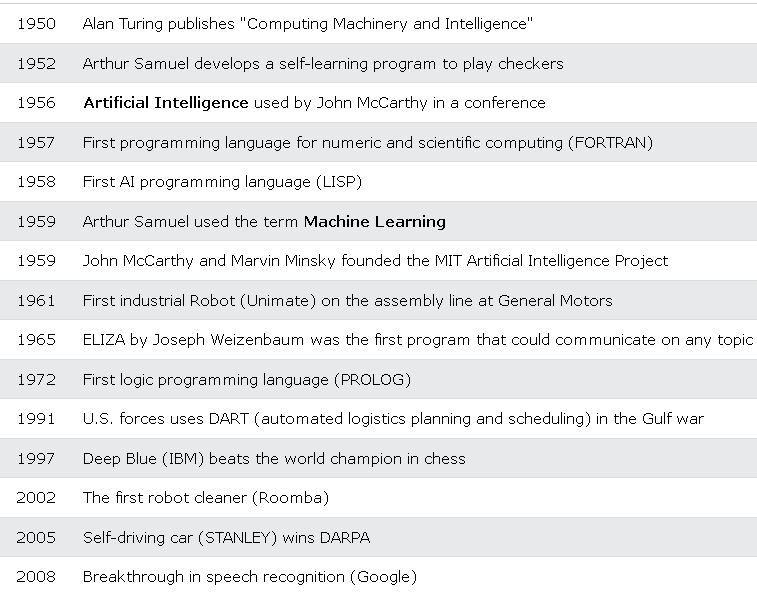 1950 Alan Turing publishes "Computing Machinery and Intelligence"
1952 Arthur Samuel develops a self-learning program to play checkers
1956 Artificial Intelligence used by John McCarthy in a conference
1957 First programming language for numeric and scientific computing (FORTRAN)
1958 First AI programming language (LISP)
1959 Arthur Samuel used the term Machine Learning
1959 John McCarthy and Marvin Minsky founded the MIT Artificial Intelligence Project
1961 First industrial Robot (Unimate) on the assembly line at General Motors
1965 ELIZA by Joseph Weizenbaum was the first program that could communicate on any topic
1972 First logic programming language (PROLOG)
1991 U.S. forces uses DART (automated logistics planning and scheduling) in the Gulf war
1997 Deep Blue (IBM) beats the world champion in chess
2002 The first robot cleaner (Roomba)
2005 Self-driving car (STANLEY) wins DARPA
2008 Breakthrough in speech recognition (Google)